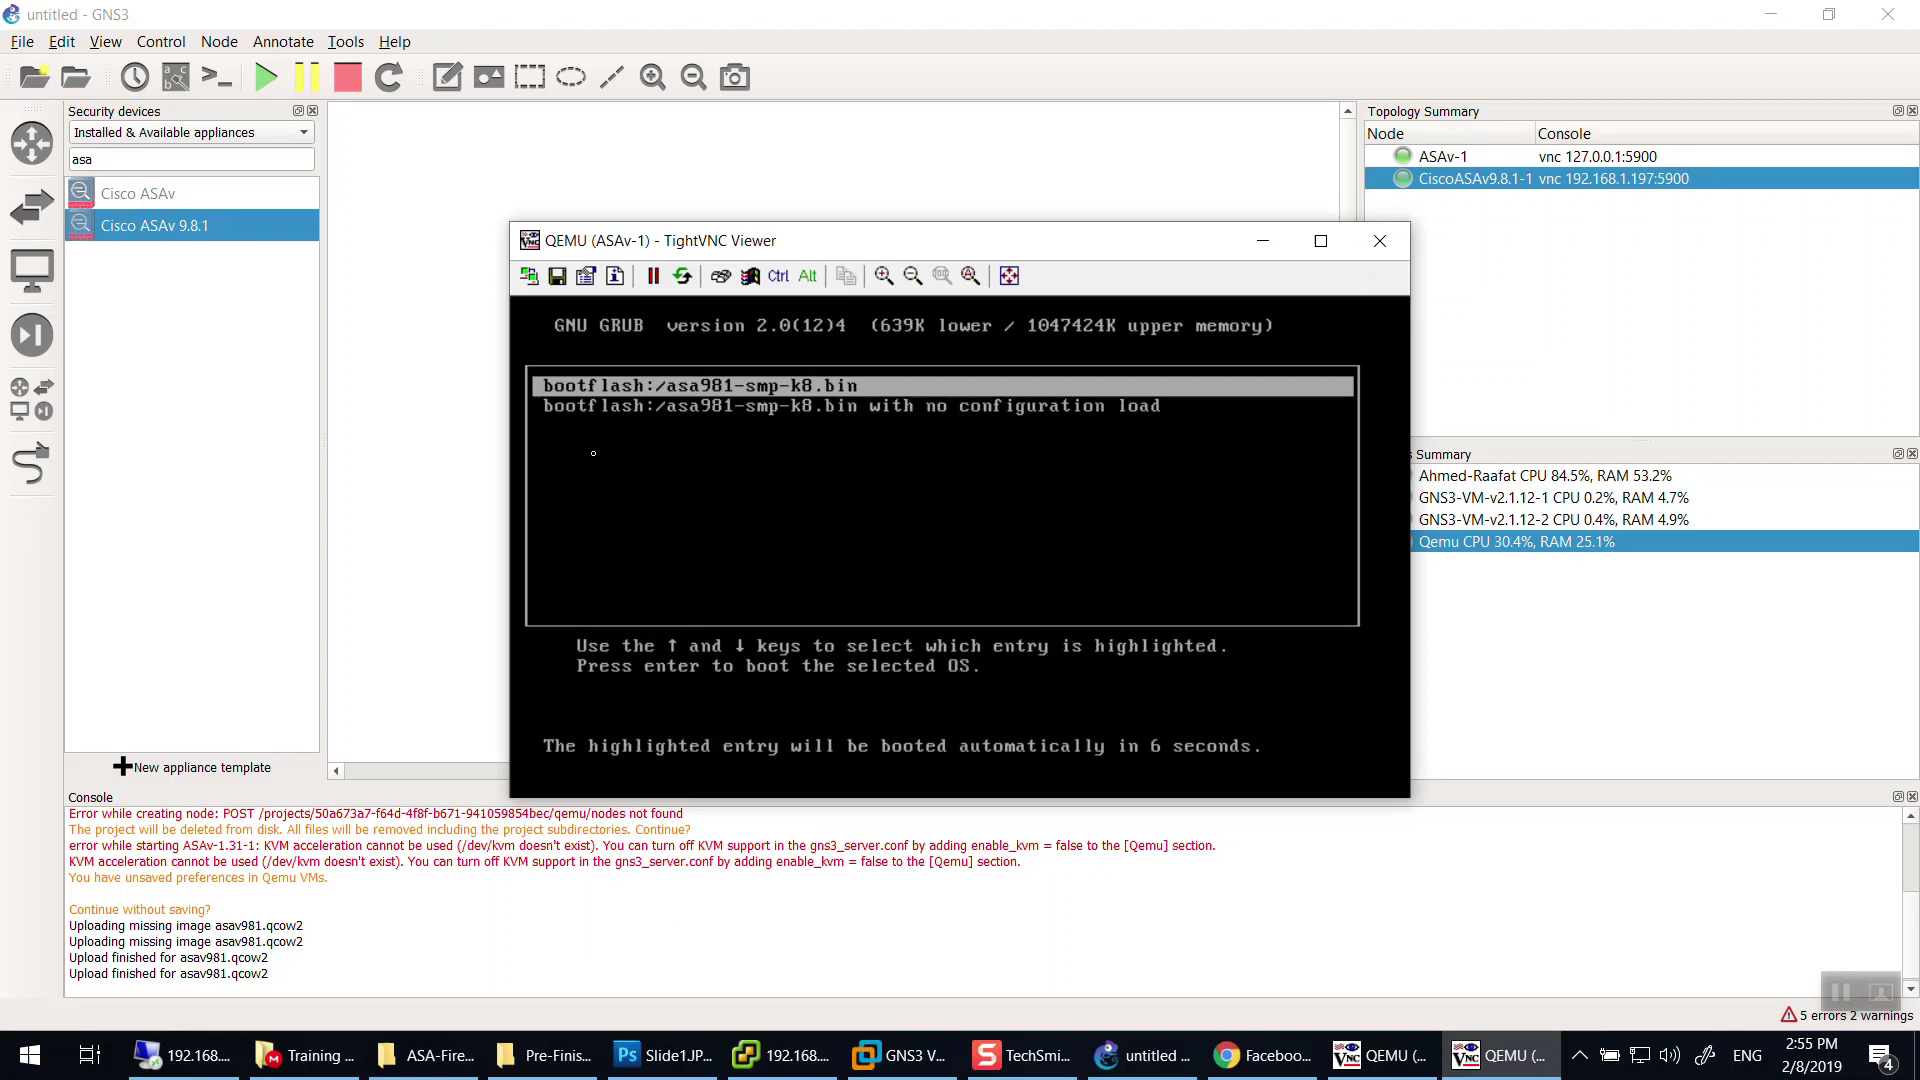 untitled - GNS3
File Edit View Control Node Annotate Tools Help
Security devices
Installed & Available appliances
asa
Cisco ASAv
Cisco ASAv 9.8.1
New appliance template
Topology Summary
Node Console
ASAv-1 vnc 127.0.0.1:5900
CiscoASAv9.8.1-1 vnc 192.168.1.197:5900
QEMU (ASAv-1) - TightVNC Viewer
Ctrl Alt
GNU GRUB version 2.0(12)4 (639K lower / 1047424K upper memory)
bootflash:/asa981-smp-k8.bin
bootflash:/asa981-smp-k8.bin with no configuration load
Use the ↑ and ↓ keys to select which entry is highlighted.
Press enter to boot the selected OS.
The highlighted entry will be booted automatically in 6 seconds.
s Summary
Ahmed-Raafat CPU 84.5%, RAM 53.2%
GNS3-VM-v2.1.12-1 CPU 0.2%, RAM 4.7%
GNS3-VM-v2.1.12-2 CPU 0.4%, RAM 4.9%
Qemu CPU 30.4%, RAM 25.1%
Console
Error while creating node: POST /projects/50a673a7-f64d-4f8f-b671-941059854bec/qemu/nodes not found
The project will be deleted from disk. All files will be removed including the project subdirectories. Continue?
error while starting ASAv-1.31-1: KVM acceleration cannot be used (/dev/kvm doesn't exist). You can turn off KVM support in the gns3_server.conf by adding enable_kvm = false to the [Qemu] section.
KVM acceleration cannot be used (/dev/kvm doesn't exist). You can turn off KVM support in the gns3_server.conf by adding enable_kvm = false to the [Qemu] section.
You have unsaved preferences in Qemu VMs.
Continue without saving?
Uploading missing image asav981.qcow2
Uploading missing image asav981.qcow2
Upload finished for asav981.qcow2
Upload finished for asav981.qcow2
5 errors 2 warnings
192.168.... Training ... ASA-Fire... Pre-Finis... Slide1.JP... 192.168.... GNS3 V... TechSmi... untitled ... Faceboo... QEMU (... QEMU (... ENG
2:55 PM
2/8/2019
4